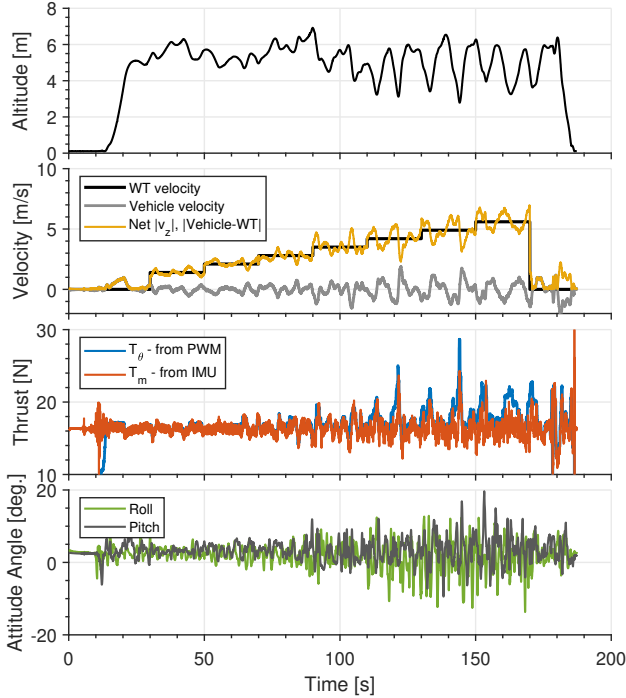 8
6
4
2
0
Altitude [m]
10
5
0
Velocity [m/s]
WT velocity
Vehicle velocity
Net |v_z|, |Vehicle-WT|
30
20
10
Thrust [N]
T_θ - from PWM
T_m - from IMU
20
0
-20
Attitude Angle [deg.]
Roll
Pitch
0 50 100 150 200
Time [s]